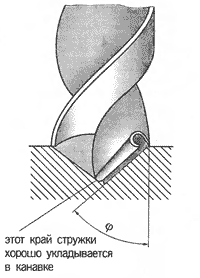 φ
этот край стружки
хорошо укладывается
в канавке